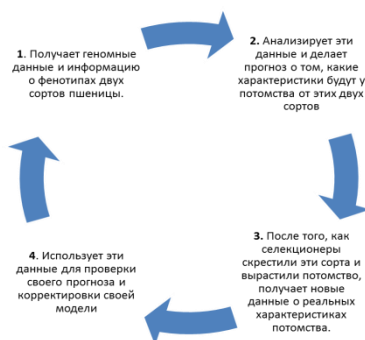 1. Получает геномные
данные и информацию
о фенотипах двух
сортов пшеницы.
2. Анализирует эти
данные и делает
прогноз о том, какие
характеристики будут у
потомства от этих двух
сортов
3. После того, как
селекционеры
скрестили эти сорта и
вырастили потомство,
получает новые
данные о реальных
характеристиках
потомства.
4. Использует эти
данные для проверки
своего прогноза и
корректировки своей
модели